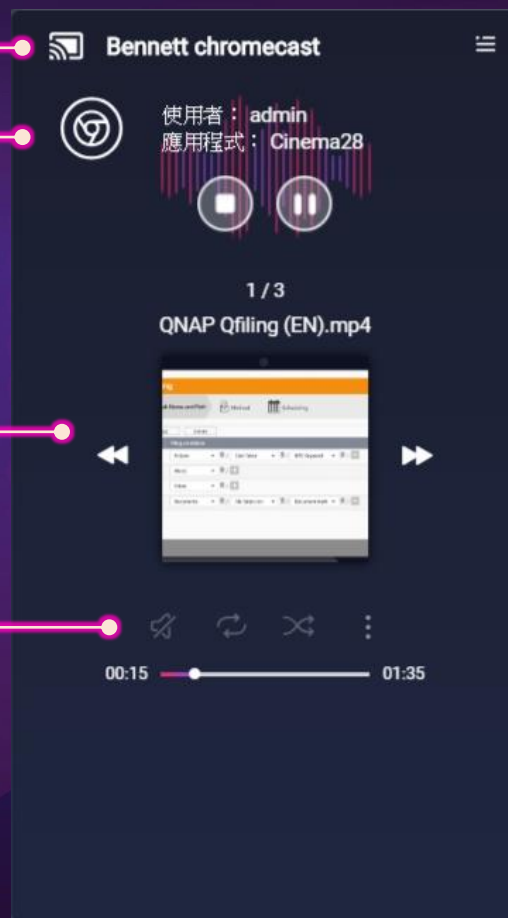 Bennett chromecast
使用者： admin
應用程式： Cinema28
1 / 3
QNAP Qfiling (EN).mp4
Scheduling
00:15
01:35